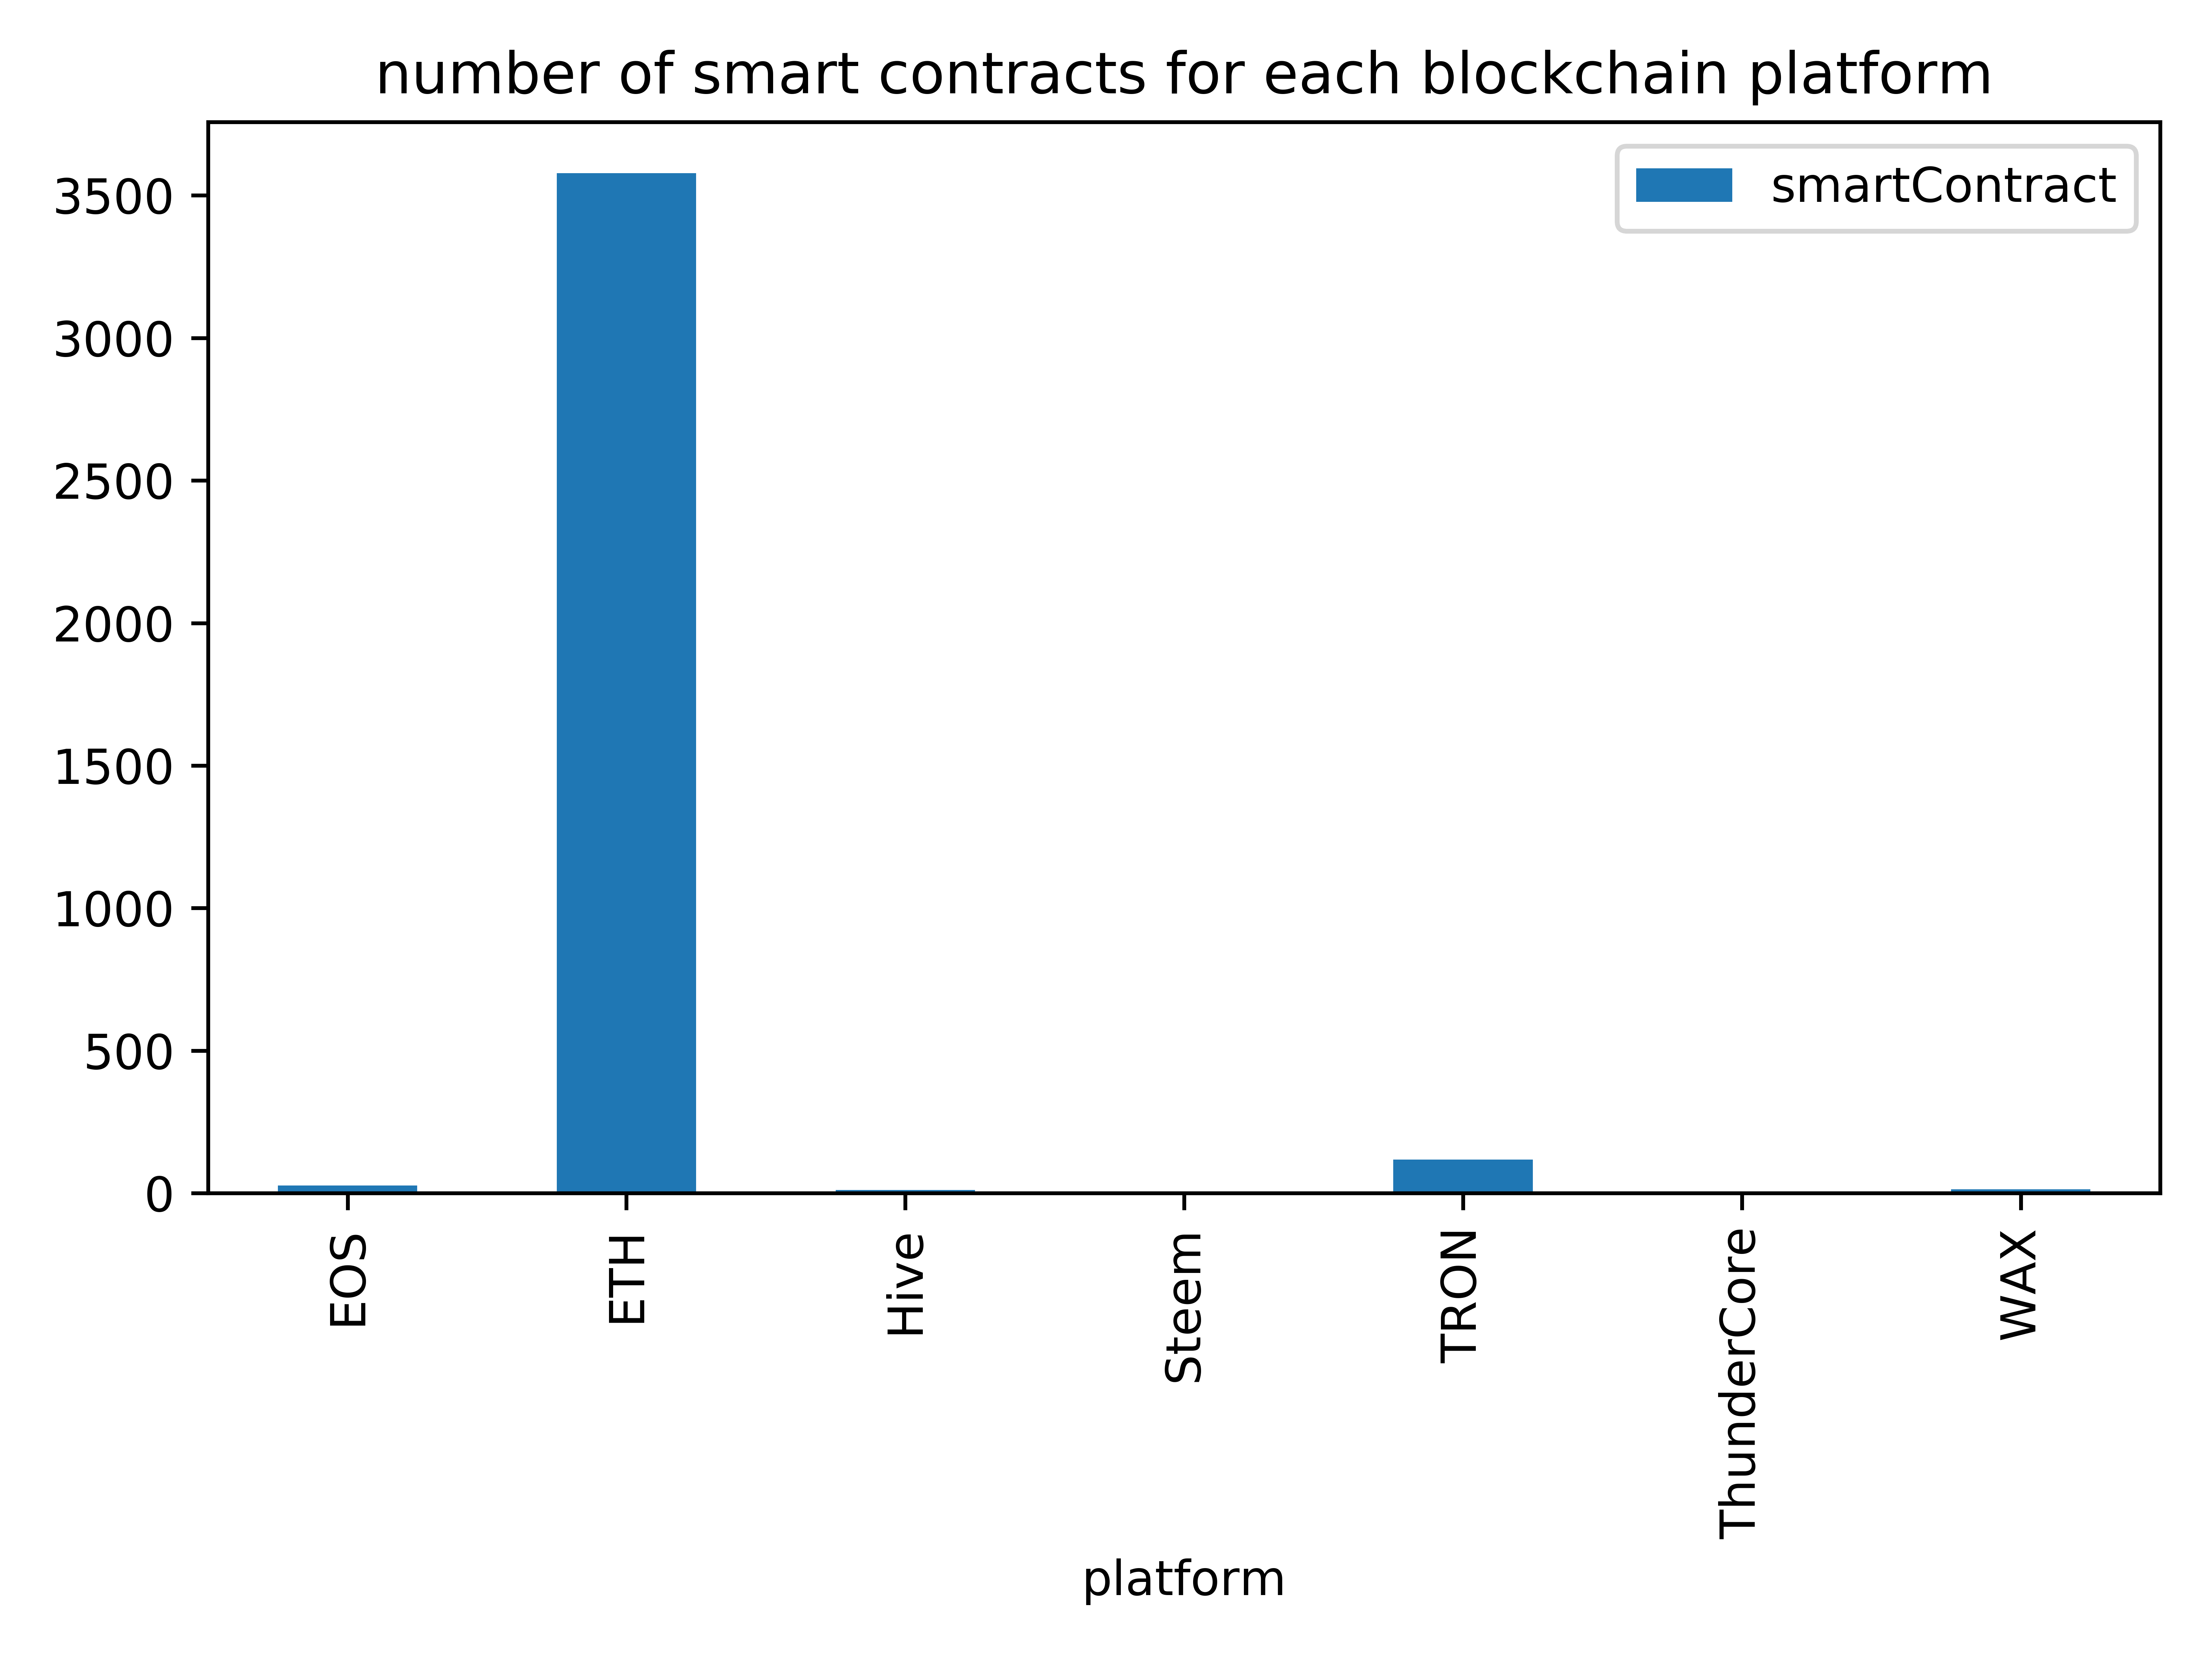 number of smart contracts for each blockchain platform
smartContract
3500
3000
2500
2000
1500
1000
500
0
EOS
ETH
Hive
Steem
TRON
ThunderCore
WAX
platform